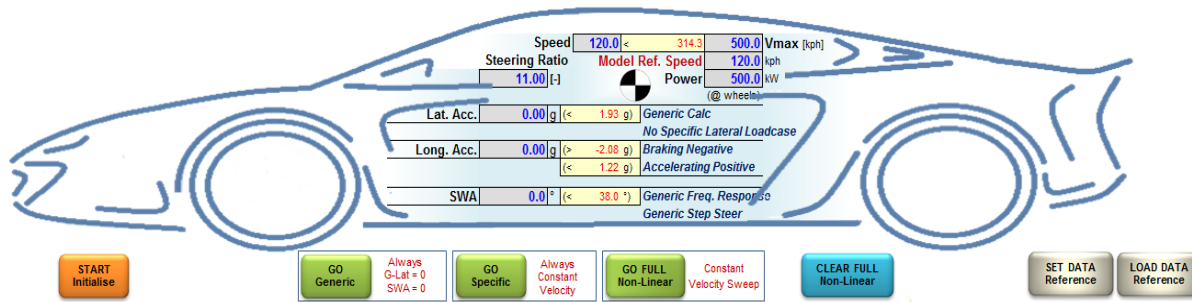 Speed 120.0 < 314.3 500.0 Vmax [kph]
Steering Ratio Model Ref. Speed 120.0 kph
11.00 [-] Power 500.0 kW
(@ wheels)
Lat. Acc. 0.00 g (< 1.93 g) Generic Calc
No Specific Lateral Loadcase
Long. Acc. 0.00 g (> -2.08 g) Braking Negative
(< 1.22 g) Accelerating Positive
SWA 0.0 ° (< 38.0 °) Generic Freq. Response
Generic Step Steer
START
Initialise
GO
Generic
Always
G-Lat = 0
SWA = 0
GO
Specific
Always
Constant
Velocity
GO FULL
Non-Linear
Constant
Velocity Sweep
CLEAR FULL
Non-Linear
SET DATA
Reference
LOAD DATA
Reference